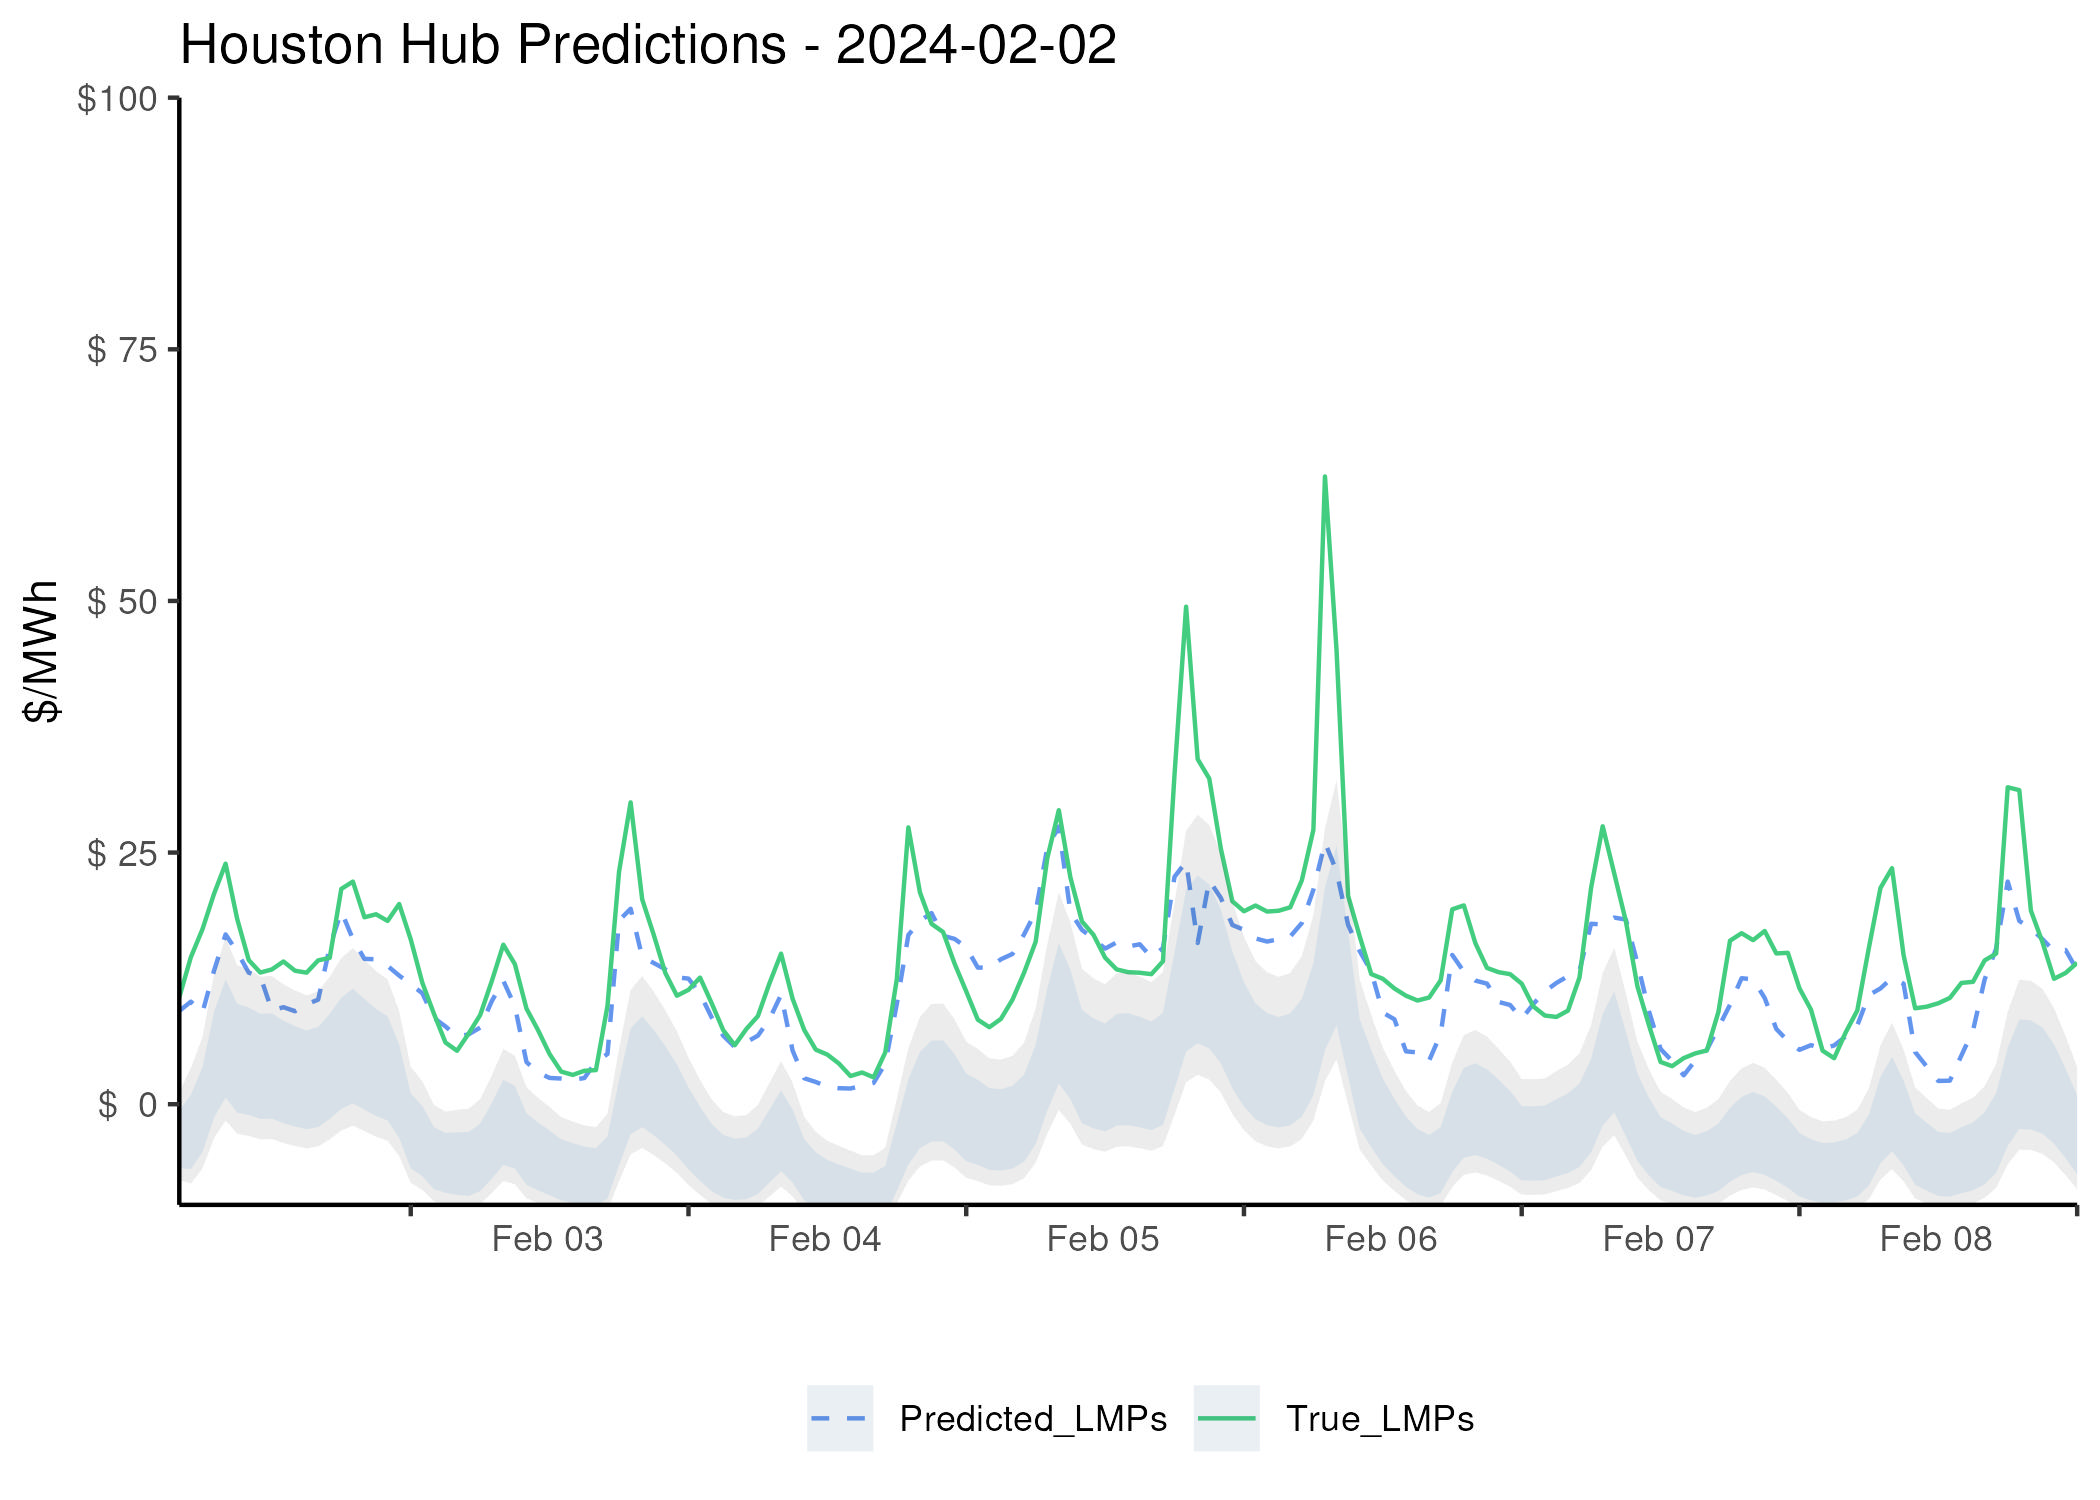 Houston Hub Predictions - 2024-02-02
$100
$ 75
$ 50
$ 25
$ 0
$/MWh
Feb 03 Feb 04 Feb 05 Feb 06 Feb 07 Feb 08
Predicted_LMPs True_LMPs